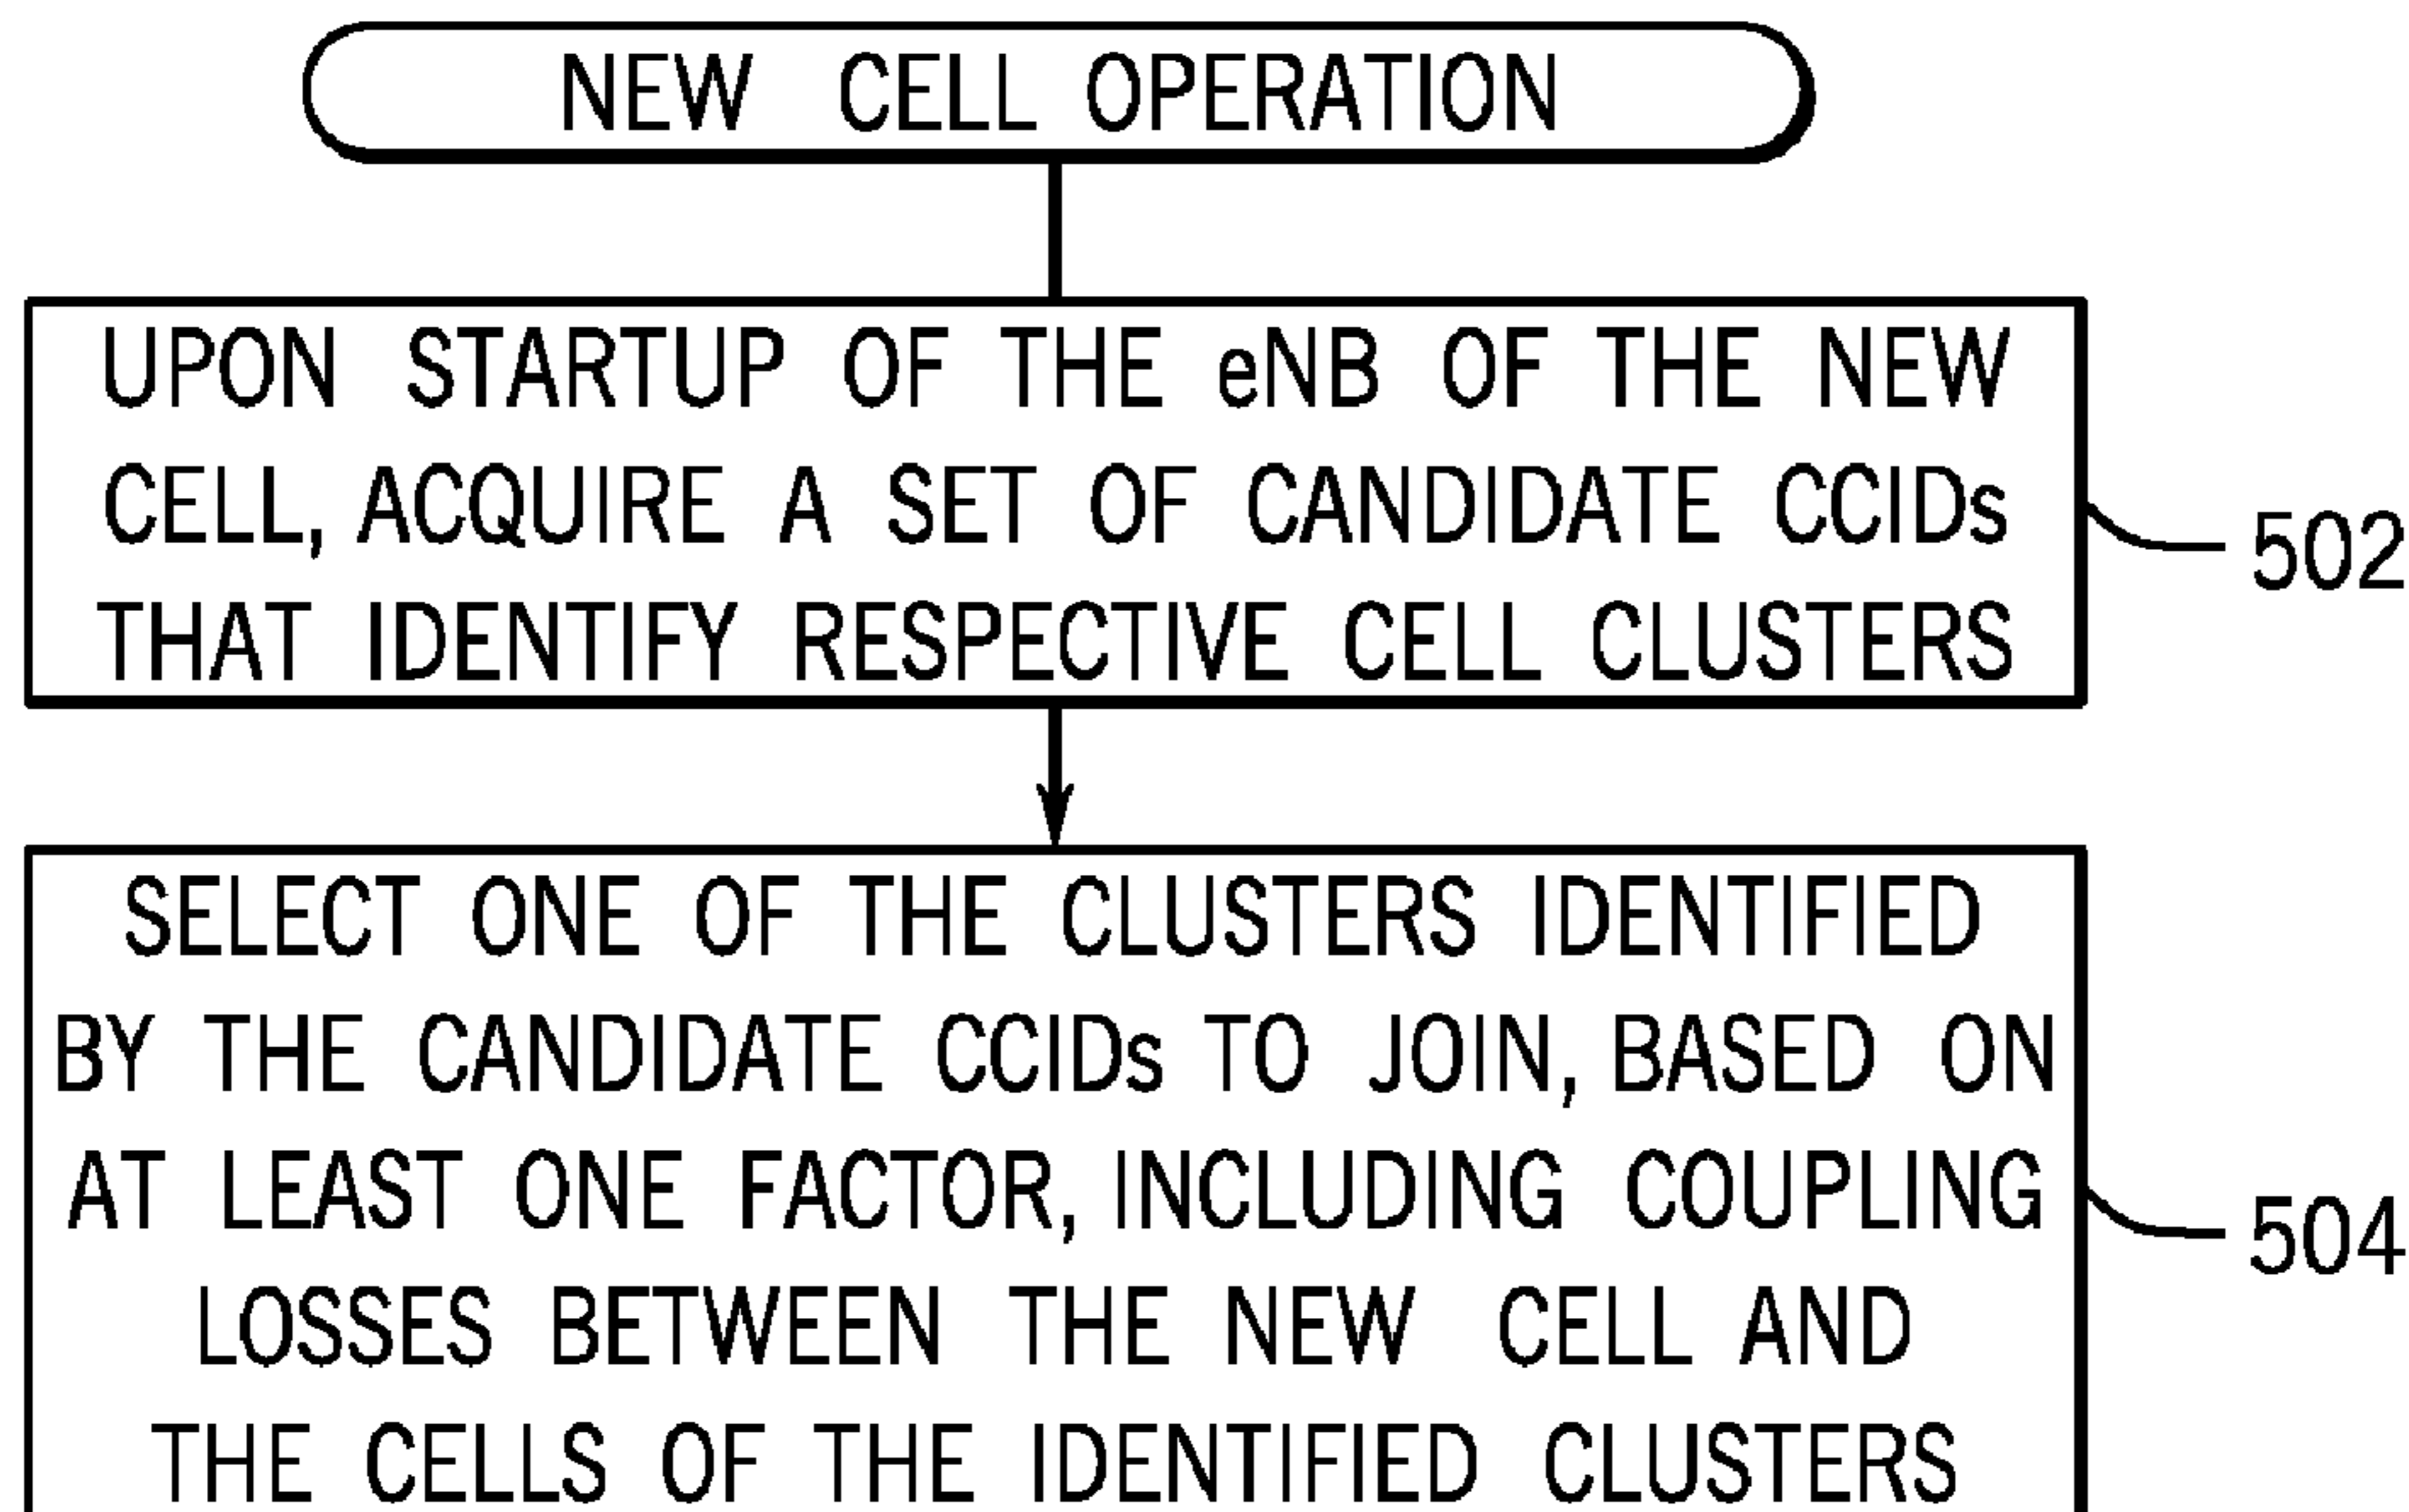 NEW CELL OPERATION
UPON STARTUP OF THE eNB OF THE NEW
CELL, ACQUIRE A SET OF CANDIDATE CCIDs
THAT IDENTIFY RESPECTIVE CELL CLUSTERS
502
SELECT ONE OF THE CLUSTERS IDENTIFIED
BY THE CANDIDATE CCIDs TO JOIN, BASED ON
AT LEAST ONE FACTOR, INCLUDING COUPLING
LOSSES BETWEEN THE NEW CELL AND
THE CELLS OF THE IDENTIFIED CLUSTERS
504